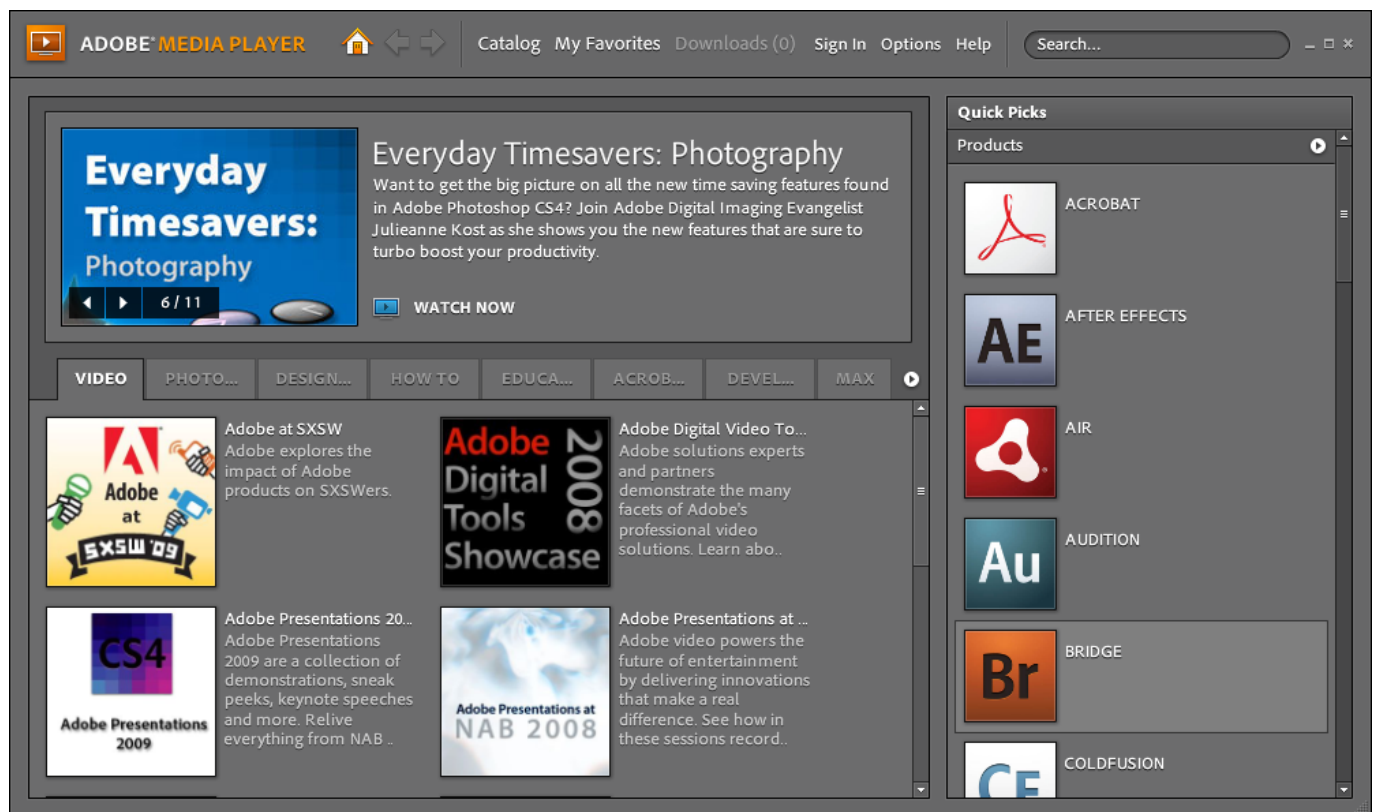 ADOBE® MEDIA PLAYER
Catalog My Favorites Downloads (0) Sign In Options Help
Search...
Everyday
Timesavers:
Photography
6 / 11
Everyday Timesavers: Photography
Want to get the big picture on all the new time saving features found
in Adobe Photoshop CS4? Join Adobe Digital Imaging Evangelist
Julieanne Kost as she shows you the new features that are sure to
turbo boost your productivity.
WATCH NOW
VIDEO PHOTO... DESIGN... HOW TO EDUCA... ACROB... DEVEL... MAX
Adobe
at
SXSW '09
Adobe at SXSW
Adobe explores the
impact of Adobe
products on SXSWers.
Adobe
Digital
Tools
Showcase
2008
Adobe Digital Video To...
Adobe solutions experts
and partners
demonstrate the many
facets of Adobe's
professional video
solutions. Learn abo..
CS4
Adobe Presentations
2009
Adobe Presentations 20...
Adobe Presentations
2009 are a collection of
demonstrations, sneak
peeks, keynote speeches
and more. Relive
everything from NAB ..
Adobe Presentations at
NAB 2008
Adobe Presentations at ...
Adobe video powers the
future of entertainment
by delivering innovations
that make a real
difference. See how in
these sessions record..
Quick Picks
Products
ACROBAT
AE
AFTER EFFECTS
AIR
Au
AUDITION
Br
BRIDGE
CF
COLDFUSION